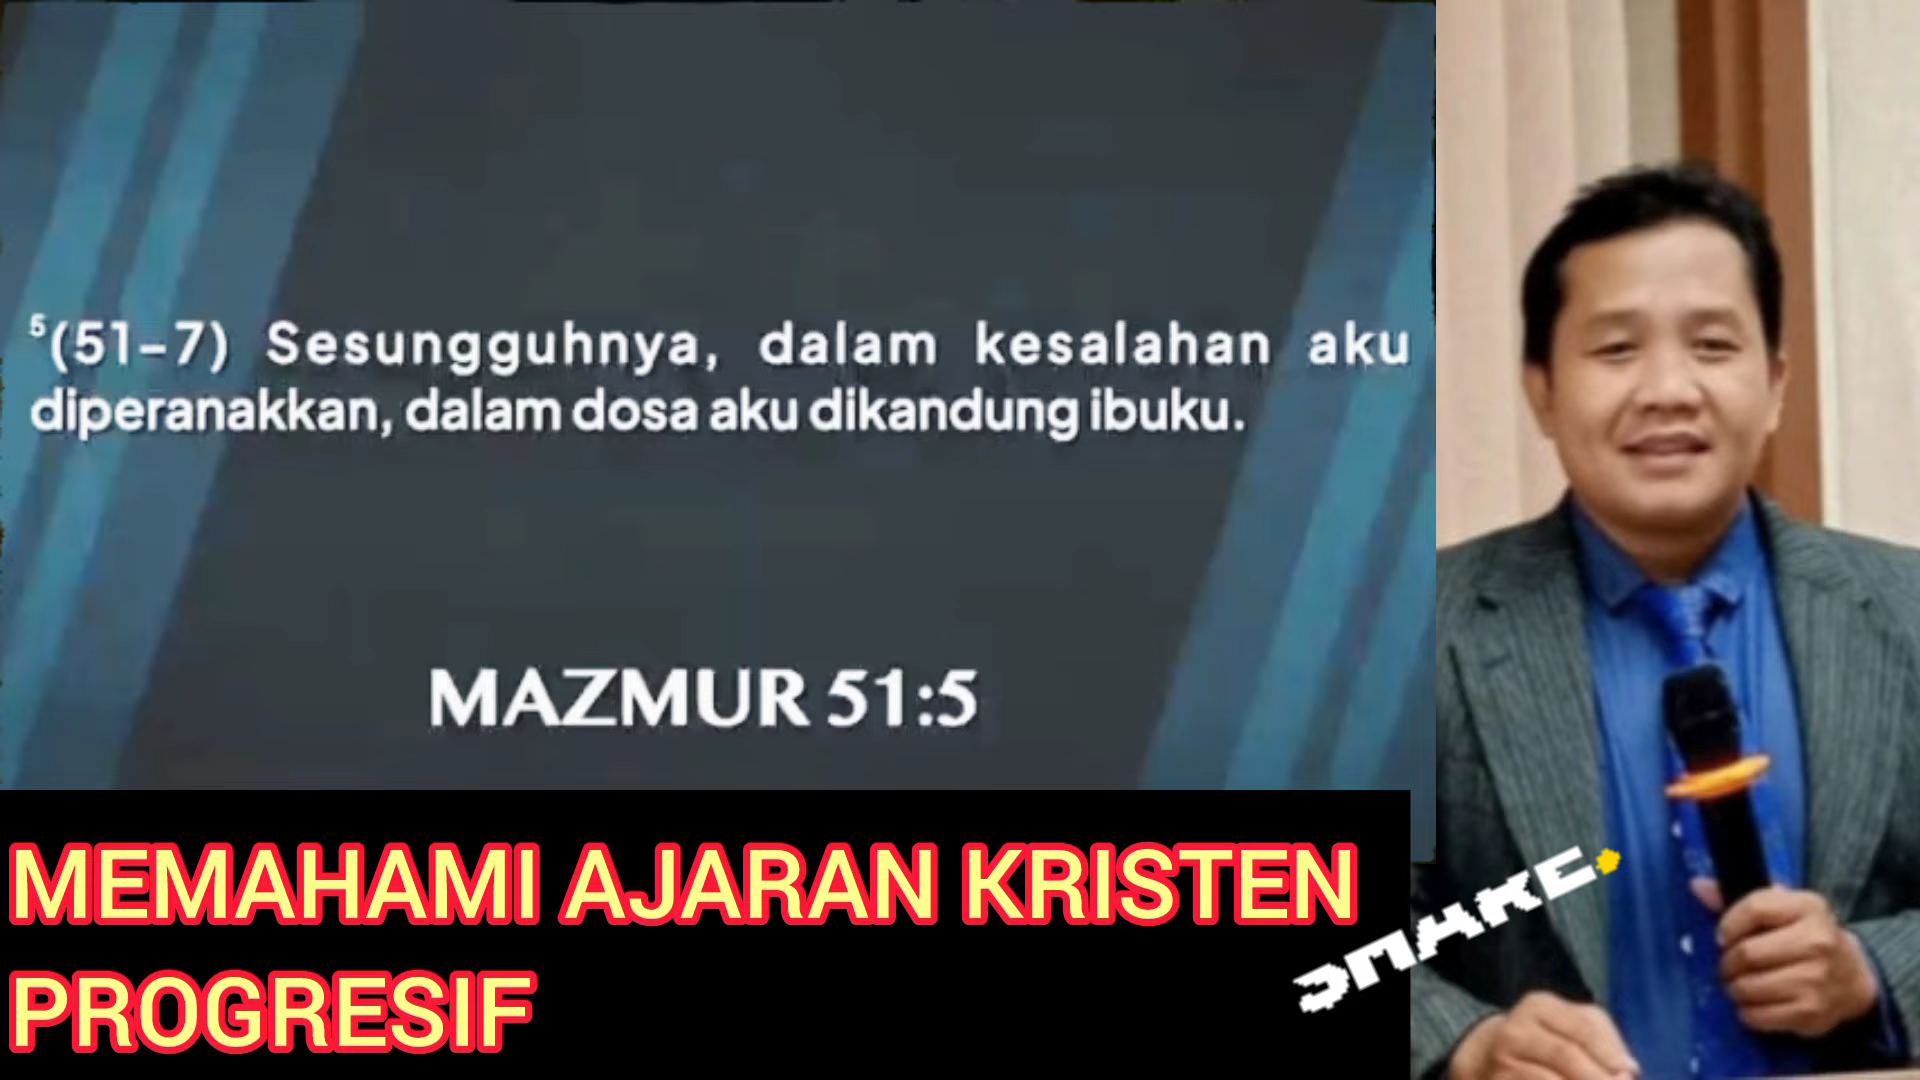 ⁵(51-7) Sesungguhnya, dalam kesalahan aku
diperanakkan, dalam dosa aku dikandung ibuku.
MAZMUR 51:5
MEMAHAMI AJARAN KRISTEN
PROGRESIF